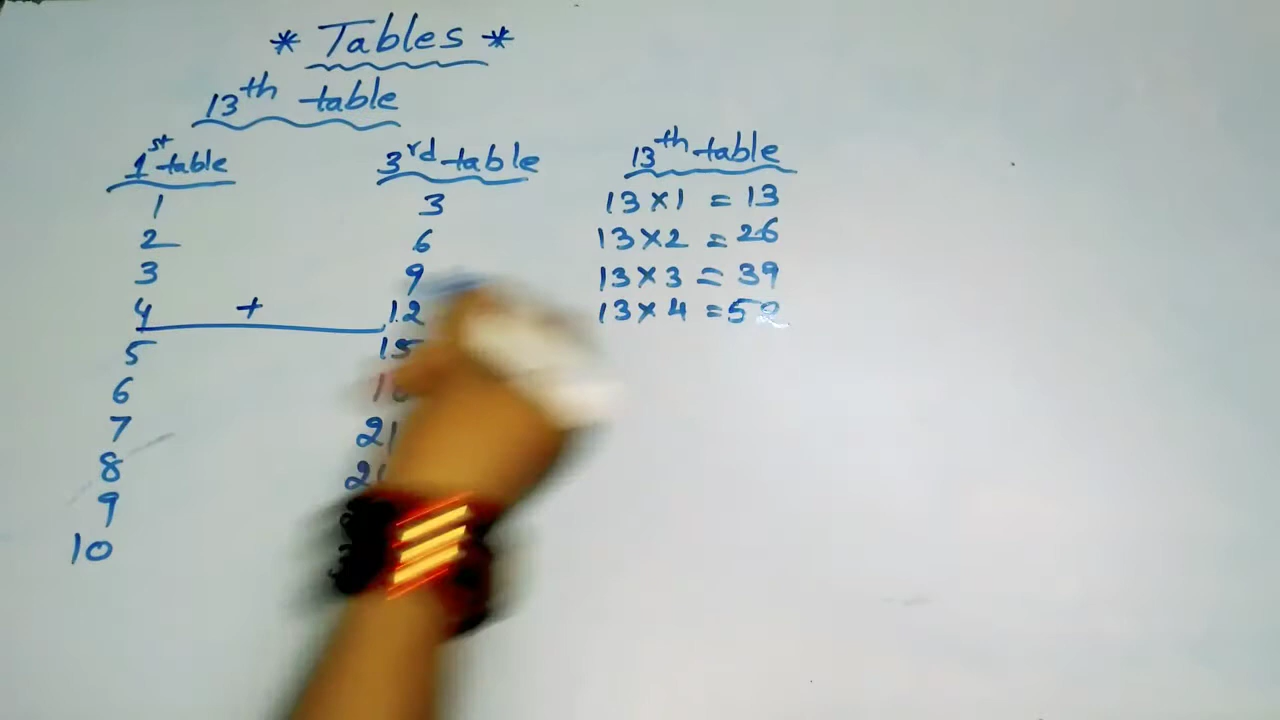 * Tables *
13th table
1st table
1
2
3
4
5
6
7
8
9
10
+
3rd table
3
6
9
12
15
21
13th table
13×1 = 13
13×2 = 26
13×3 = 39
13×4 = 52